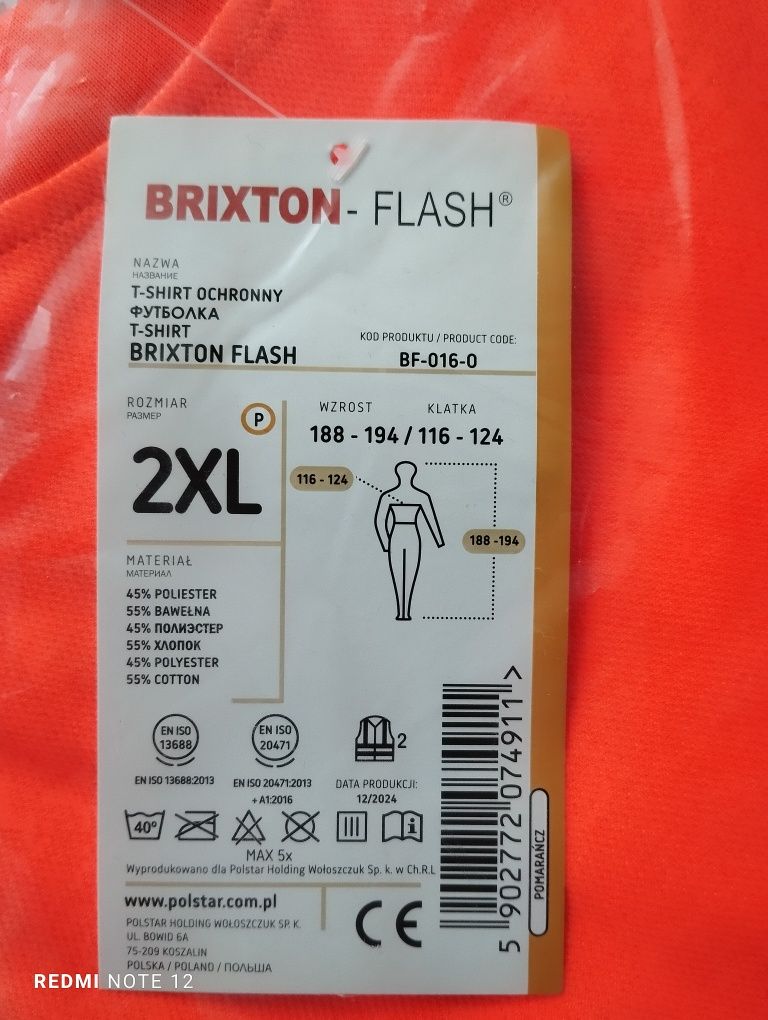 BRIXTON - FLASH®
NAZWA
НАЗВАНИЕ
T-SHIRT OCHRONNY
ФУТБОЛКА
T-SHIRT
BRIXTON FLASH
KOD PRODUKTU / PRODUCT CODE:
BF-016-O
ROZMIAR
РАЗМЕР
P
2XL
WZROST KLATKA
188 - 194 / 116 - 124
116 - 124
188 -194
MATERIAŁ
МАТЕРИАЛ
45% POLIESTER
55% BAWEŁNA
45% ПОЛИЭСТЕР
55% ХЛОПОК
45% POLYESTER
55% COTTON
EN ISO
13688
EN ISO 13688:2013
EN ISO
20471
EN ISO 20471:2013
+ A1:2016
2
DATA PRODUKCJI:
12/2024
40°
MAX 5x
Wyprodukowano dla Polstar Holding Wołoszczuk Sp. k. w Ch.R.L
www.polstar.com.pl
POLSTAR HOLDING WOŁOSZCZUK SP. K.
UL. BOWID 6A
75-209 KOSZALIN
POLSKA / POLAND / ПОЛЬША
CE
5 902772 074911 >
POMARAŃCZ
REDMI NOTE 12